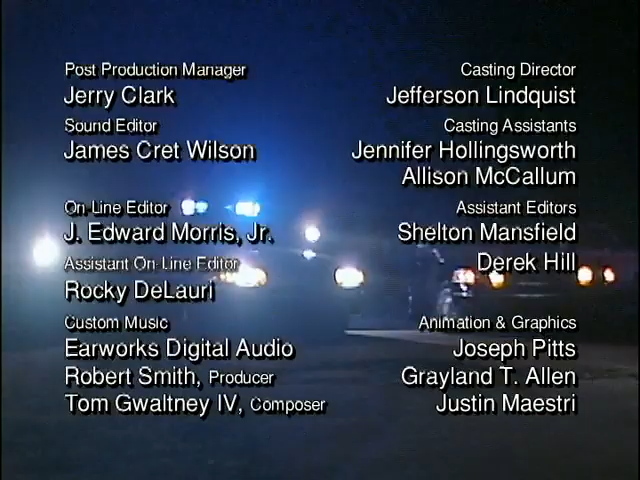 Post Production Manager
Jerry Clark
Sound Editor
James Cret Wilson
On-Line Editor
J. Edward Morris, Jr.
Assistant On-Line Editor
Rocky DeLauri
Custom Music
Earworks Digital Audio
Robert Smith, Producer
Tom Gwaltney IV, Composer
Casting Director
Jefferson Lindquist
Casting Assistants
Jennifer Hollingsworth
Allison McCallum
Assistant Editors
Shelton Mansfield
Derek Hill
Animation & Graphics
Joseph Pitts
Grayland T. Allen
Justin Maestri